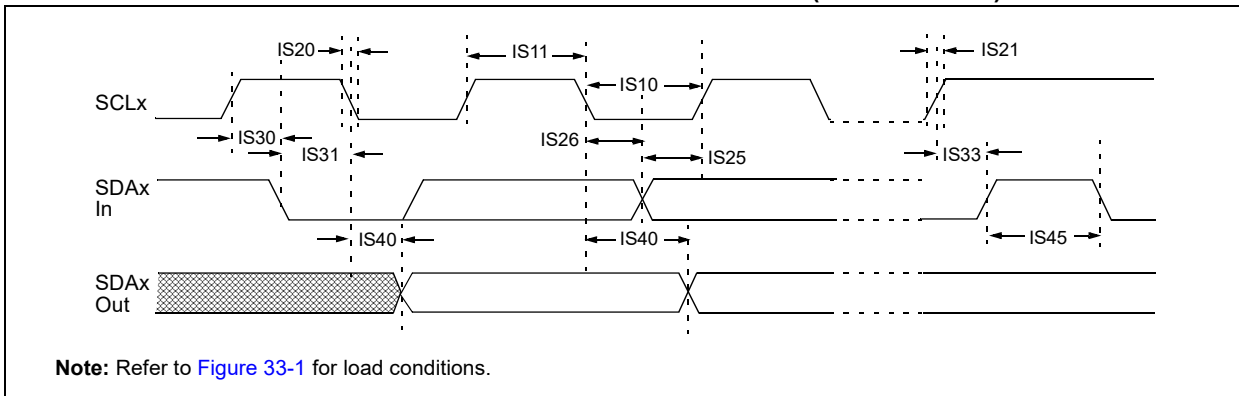 IS20
IS11
IS21
IS10
SCLx
IS30
IS26
IS31
IS25
IS33
SDAx
In
IS40
IS40
IS45
SDAx
Out
Note: Refer to Figure 33-1 for load conditions.